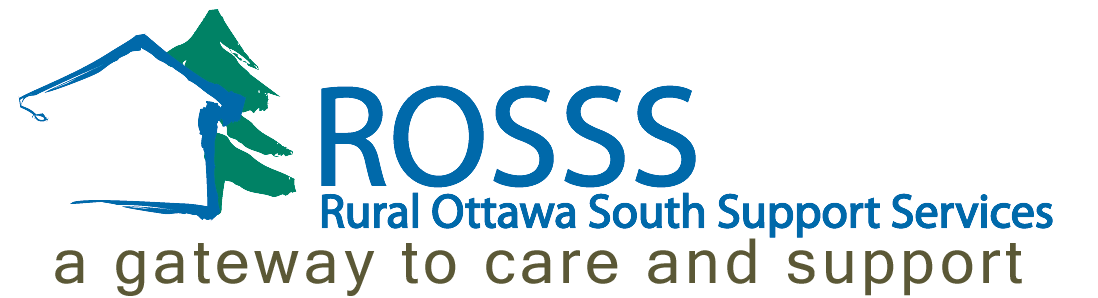 ROSSS
Rural Ottawa South Support Services
a gateway to care and support